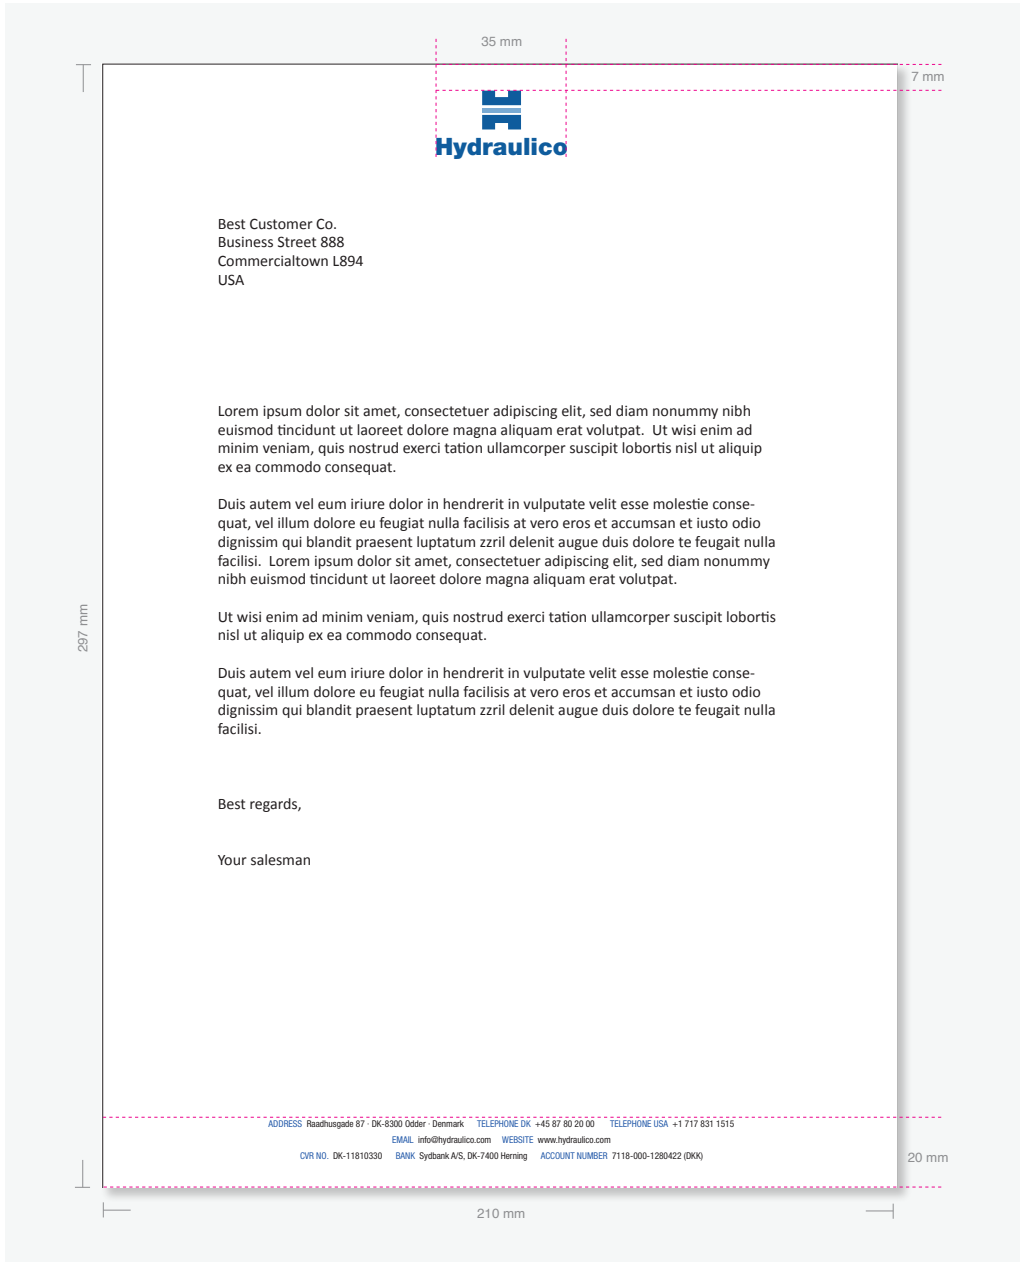 35 mm
7 mm
Hydraulico
Best Customer Co.
Business Street 888
Commercialtown L894
USA
Lorem ipsum dolor sit amet, consectetuer adipiscing elit, sed diam nonummy nibh
euismod tincidunt ut laoreet dolore magna aliquam erat volutpat.  Ut wisi enim ad
minim veniam, quis nostrud exerci tation ullamcorper suscipit lobortis nisl ut aliquip
ex ea commodo consequat.
Duis autem vel eum iriure dolor in hendrerit in vulputate velit esse molestie conse-
quat, vel illum dolore eu feugiat nulla facilisis at vero eros et accumsan et iusto odio
dignissim qui blandit praesent luptatum zzril delenit augue duis dolore te feugait nulla
facilisi.  Lorem ipsum dolor sit amet, consectetuer adipiscing elit, sed diam nonummy
nibh euismod tincidunt ut laoreet dolore magna aliquam erat volutpat.
297 mm
Ut wisi enim ad minim veniam, quis nostrud exerci tation ullamcorper suscipit lobortis
nisl ut aliquip ex ea commodo consequat.
Duis autem vel eum iriure dolor in hendrerit in vulputate velit esse molestie conse-
quat, vel illum dolore eu feugiat nulla facilisis at vero eros et accumsan et iusto odio
dignissim qui blandit praesent luptatum zzril delenit augue duis dolore te feugait nulla
facilisi.
Best regards,
Your salesman
ADDRESS Raadhusgade 87 · DK-8300 Odder · Denmark TELEPHONE DK +45 87 80 20 00 TELEPHONE USA +1 717 831 1515
EMAIL info@hydraulico.com WEBSITE www.hydraulico.com
CVR NO. DK-11810330 BANK Sydbank A/S, DK-7400 Herning ACCOUNT NUMBER 7118-000-1280422 (DKK)
20 mm
210 mm